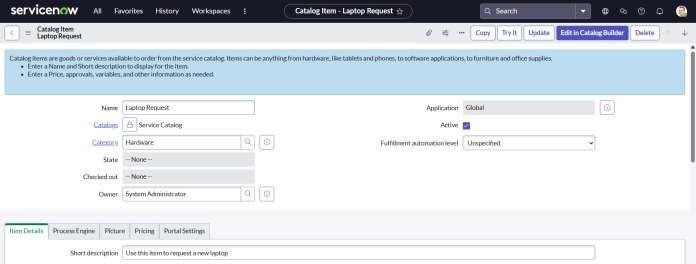 servicenow All Favorites History Workspaces Catalog Item - Laptop Request Search
Catalog Item
Laptop Request
Copy Try It Update Edit in Catalog Builder Delete
Catalog Items are goods or services available to order from the service catalog. Items can be anything from hardware, like tablets and phones, to software applications, to furniture and office supplies.
• Enter a Name and Short description to display for the item.
• Enter a Price, approvals, variables, and other information as needed.
Name Laptop Request
Application Global
Catalogs Service Catalog
Active
Category Hardware
Fulfillment automation level Unspecified
State -- None --
Checked out -- None --
Owner System Administrator
Item Details Process Engine Picture Pricing Portal Settings
Short description Use this item to request a new laptop